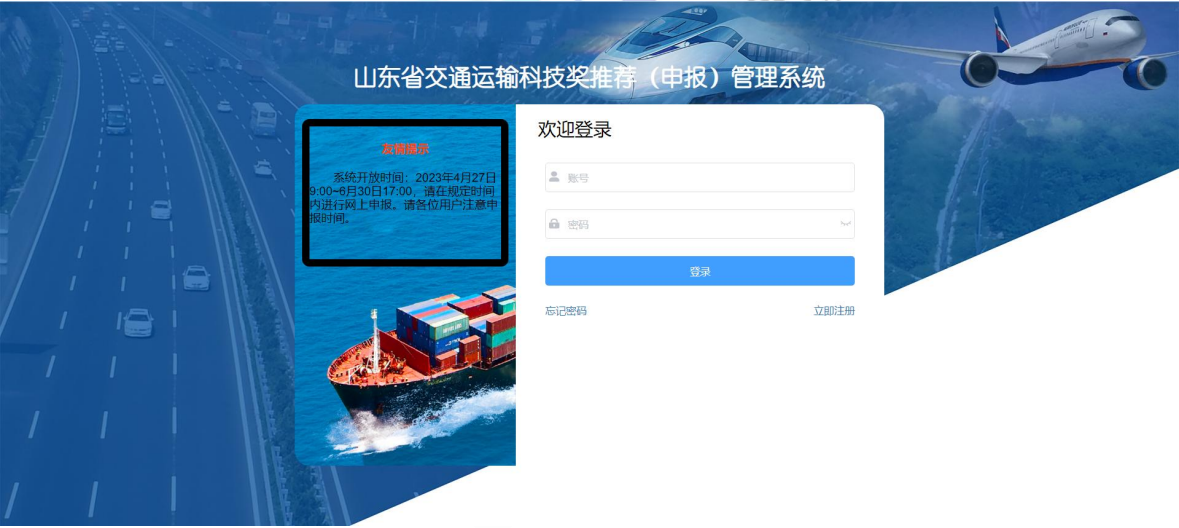 山东省交通运输科技奖推荐（申报）管理系统
友情提示
系统开放时间：2023年4月27日
9:00-6月30日17:00，请在规定时间
内进行网上申报。请各位用户注意申
报时间。
欢迎登录
账号
密码
登录
忘记密码
立即注册